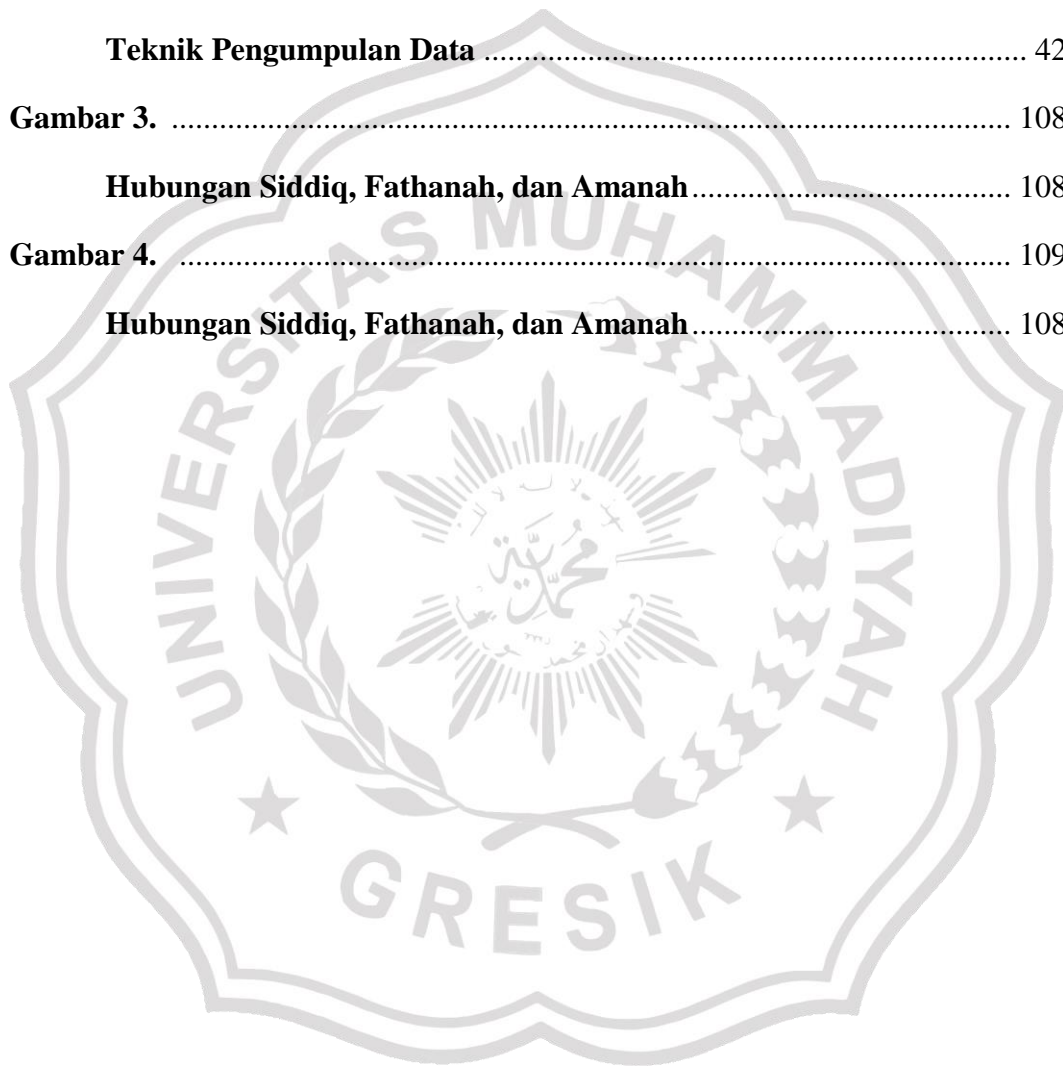 Teknik Pengumpulan Data ................................................................. 42
Gambar 3. .................................................................................................... 108
Hubungan Siddiq, Fathanah, dan Amanah ...................................... 108
Gambar 4. ................................................................................................... 109
Hubungan Siddiq, Fathanah, dan Amanah ...................................... 108
UNIVERSITAS MUHAMMADIYAH
محمد
GRESIK